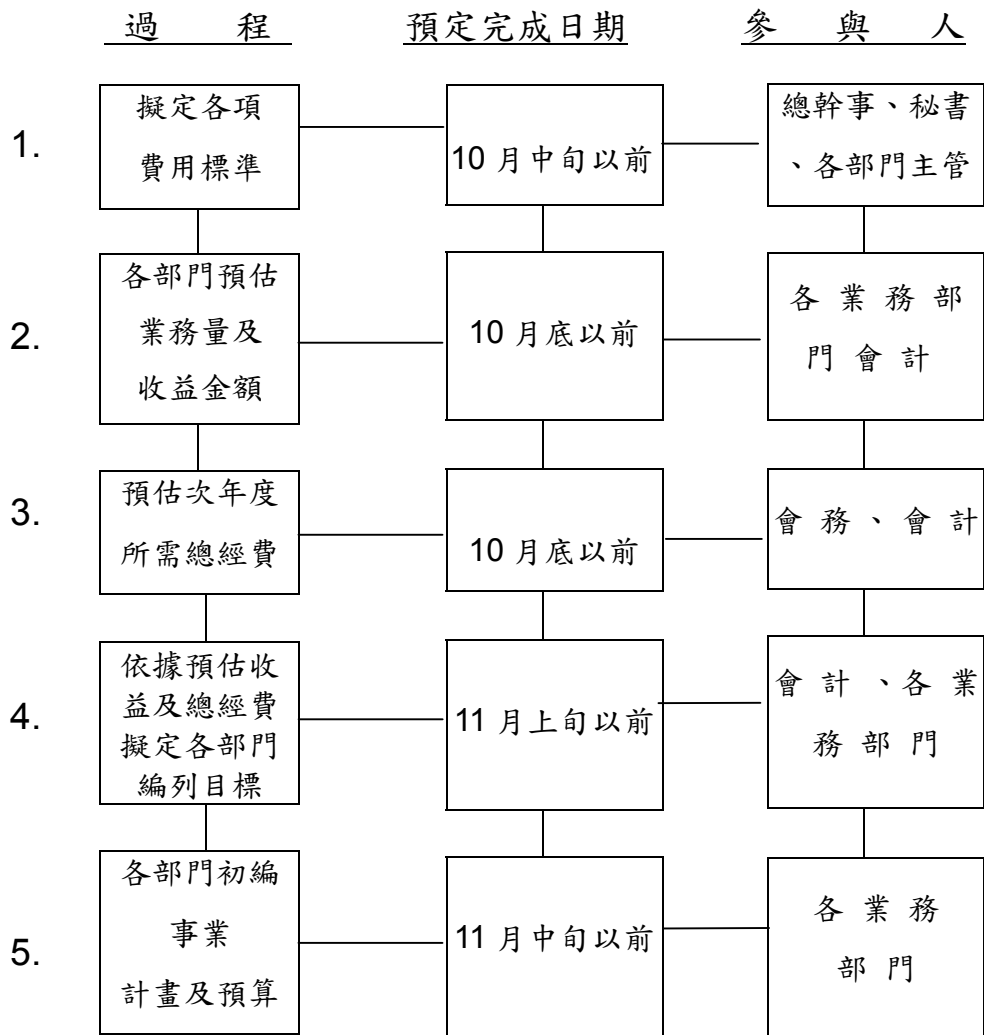 過程 預定完成日期 參與人
1.
擬定各項
費用標準
10 月中旬以前
總幹事、秘書
、各部門主管
2.
各部門預估
業務量及
收益金額
10 月底以前
各業務部
門會計
3.
預估次年度
所需總經費
10 月底以前
會務、會計
4.
依據預估收
益及總經費
擬定各部門
編列目標
11 月上旬以前
會計、各業
務部門
5.
各部門初編
事業
計畫及預算
11 月中旬以前
各業務
部門